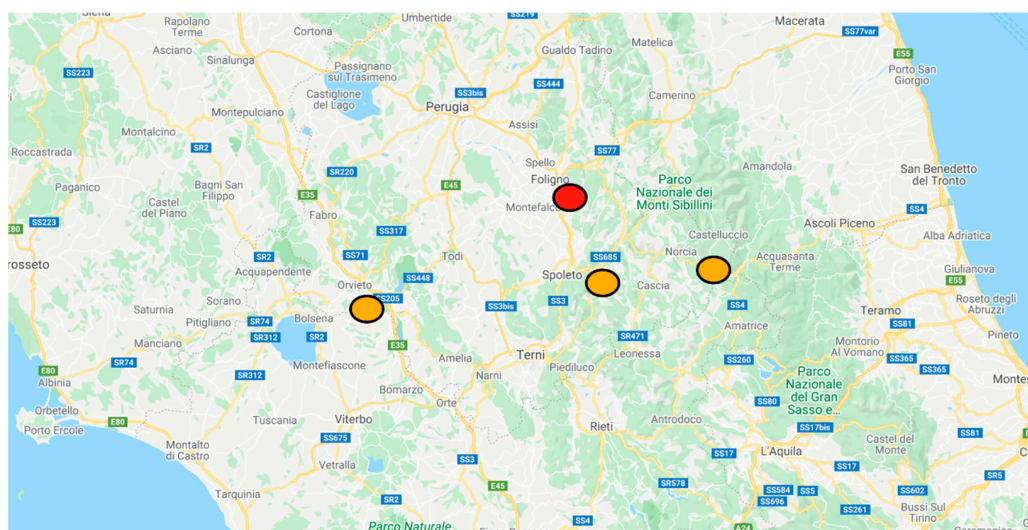 Siena
Rapolano
Terme
Cortona
Umbertide
SS219
Macerata
SS77var
Asciano
Sinalunga
Passignano
sul Trasimeno
Gualdo Tadino
Matelica
E55
SS223
Castiglione
del Lago
SS3bis
SS444
Porto San
Giorgio
Perugia
Camerino
Montepulciano
Montalcino
Assisi
Roccastrada
SR2
Spello
SS77
Amandola
San Benedetto
del Tronto
SR220
Foligno
Parco
Nazionale dei
Monti Sibillini
Paganico
Bagni San
Filippo
E35
E45
Castel
del Piano
Montefalco
SS4
SS223
Fabro
Ascoli Piceno
E80
SS317
Castelluccio
Alba Adriatica
rosseto
SR2
SS71
Todi
SS685
Norcia
Acquasanta
Terme
Acquapendente
SS448
Spoleto
Giulianova
Orvieto
Cascia
E55
Sorano
SS205
SS3bis
SS3
SS4
Roseto degli
Abruzzi
Saturnia
Pitigliano
SR74
Bolsena
Amatrice
Teramo
SS81
SR312
SR2
E35
SR471
Pineto
Manciano
Terni
Leonessa
Montorio
Al Vomano
SS365
SR74
Montefiascone
Amelia
Piediluco
SS260
SS365
E80
SR312
Narni
Parco
Nazionale
del Gran
Sasso e...
Montes
Albinia
Bomarzo
Orte
SS80
Orbetello
Tuscania
Viterbo
Rieti
Antrodoco
SS17bis
Porto Ercole
E80
SS675
SS81
Montalto
di Castro
L'Aquila
Castel del
Monte
Vetralla
SS3
SS17
SS17
SR5
Tarquinia
E45
SR578
SS584
SS5
SS602
SR2
SS696
SS261
Bussi Sul
Tirino
Parco Naturale
SS4
A24